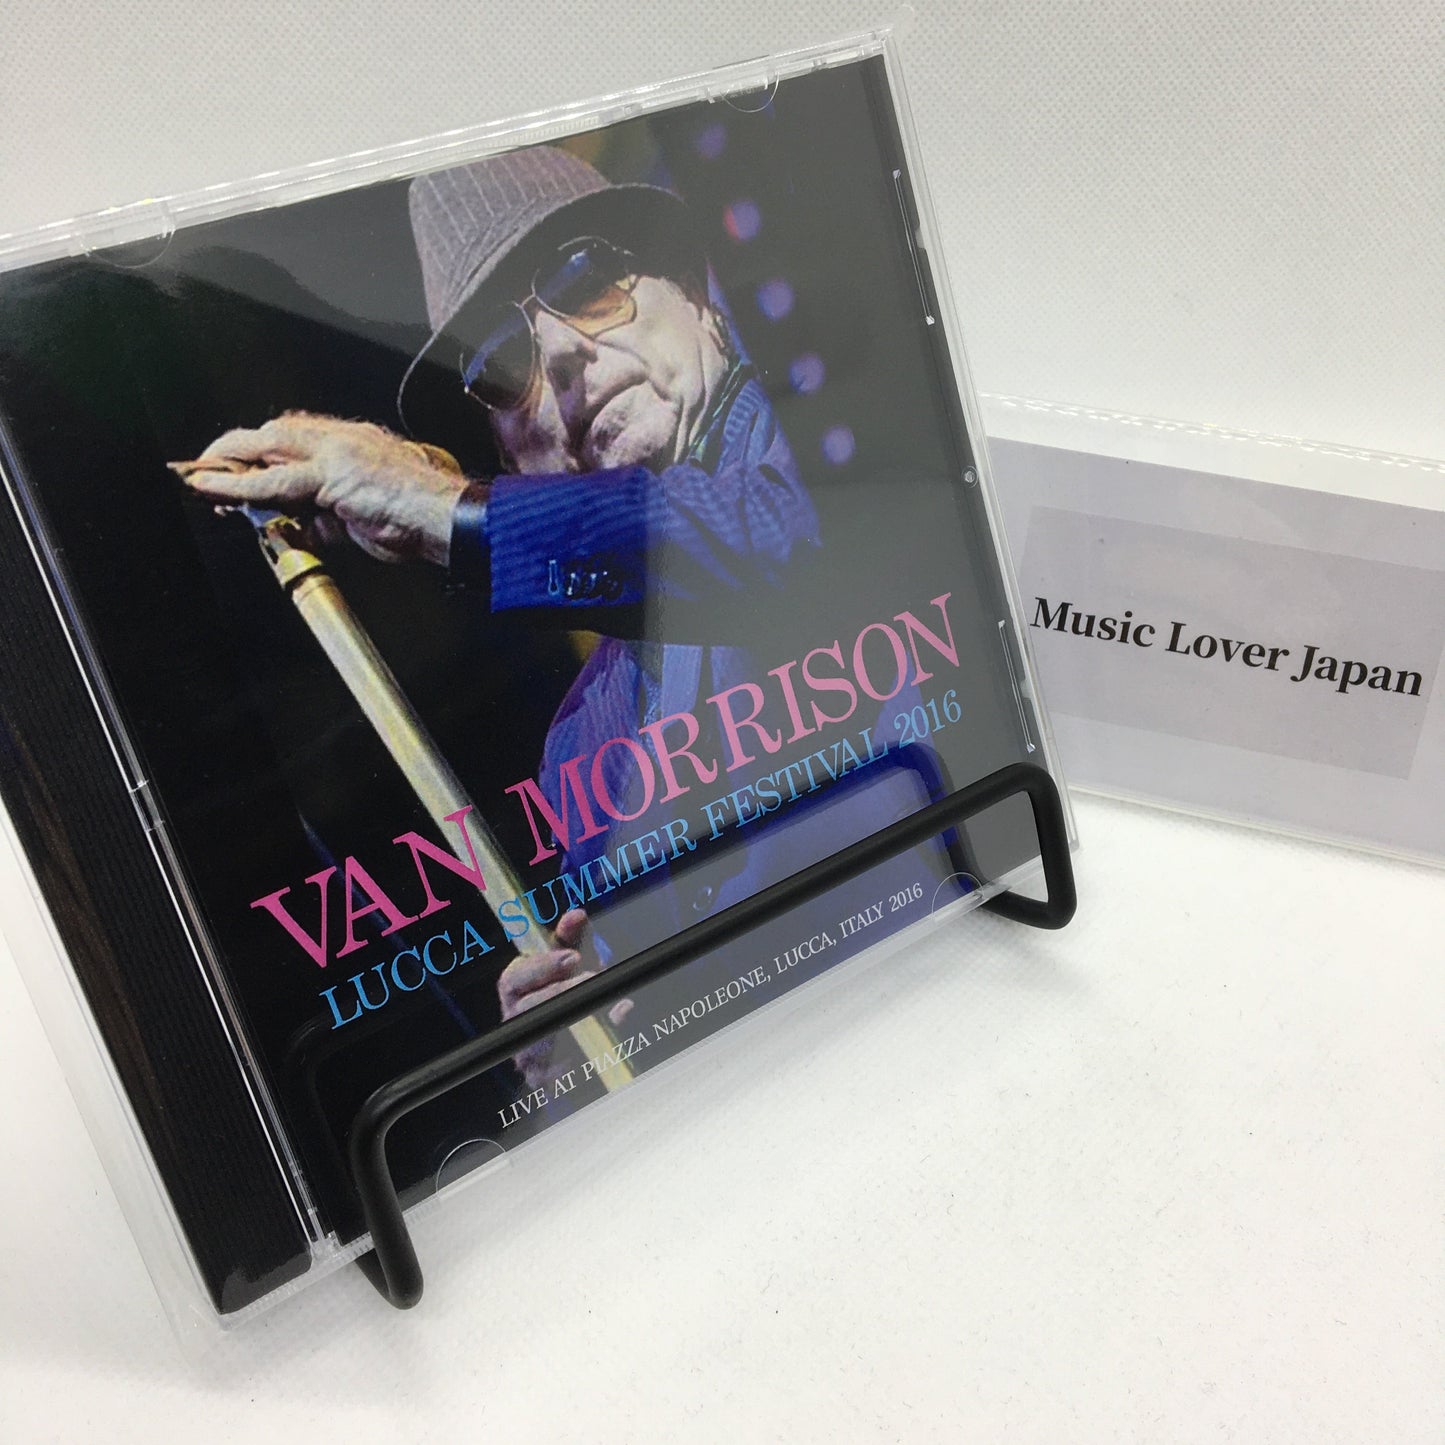 VAN MORRISON
LUCCA SUMMER FESTIVAL 2016
LIVE AT PIAZZA NAPOLEONE, LUCCA, ITALY 2016
Music Lover Japan